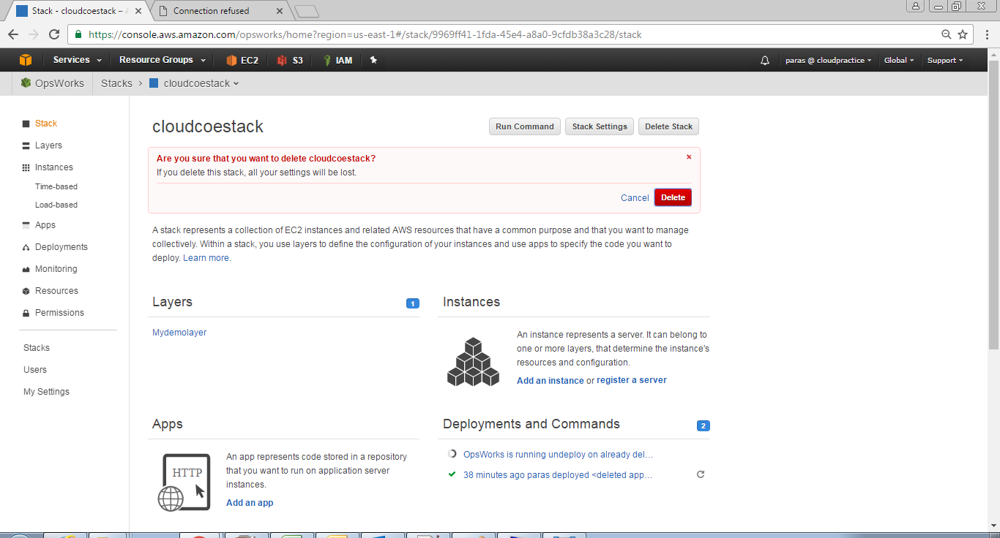 Stack - cloudcoestack – A
Connection refused
https://console.aws.amazon.com/opsworks/home?region=us-east-1#/stack/9969ff41-1fda-45e4-a8a0-9cfdb38a3c28/stack
Services Resource Groups EC2 S3 IAM paras @ cloudpractice Global Support
OpsWorks Stacks > cloudcoestack
Stack
Layers
Instances
Time-based
Load-based
Apps
Deployments
Monitoring
Resources
Permissions
Stacks
Users
My Settings
cloudcoestack
Run Command Stack Settings Delete Stack
Are you sure that you want to delete cloudcoestack? ×
If you delete this stack, all your settings will be lost.
Cancel Delete
A stack represents a collection of EC2 instances and related AWS resources that have a common purpose and that you want to manage
collectively. Within a stack, you use layers to define the configuration of your instances and use apps to specify the code you want to
deploy. Learn more.
Layers 1
Mydemolayer
Instances
An instance represents a server. It can belong to
one or more layers, that determine the instance's
resources and configuration.
Add an instance or register a server
Apps
HTTP
An app represents code stored in a repository
that you want to run on application server
instances.
Add an app
Deployments and Commands 2
OpsWorks is running undeploy on already del...
38 minutes ago paras deployed <deleted app...